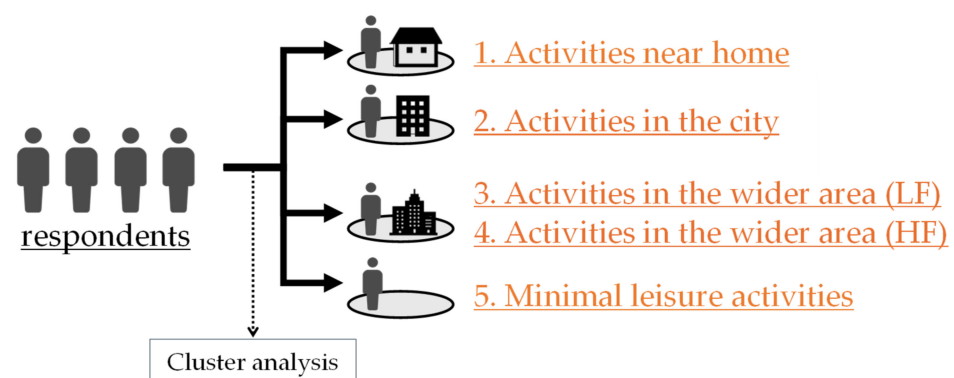 1. Activities near home
2. Activities in the city
3. Activities in the wider area (LF)
4. Activities in the wider area (HF)
5. Minimal leisure activities
respondents
Cluster analysis